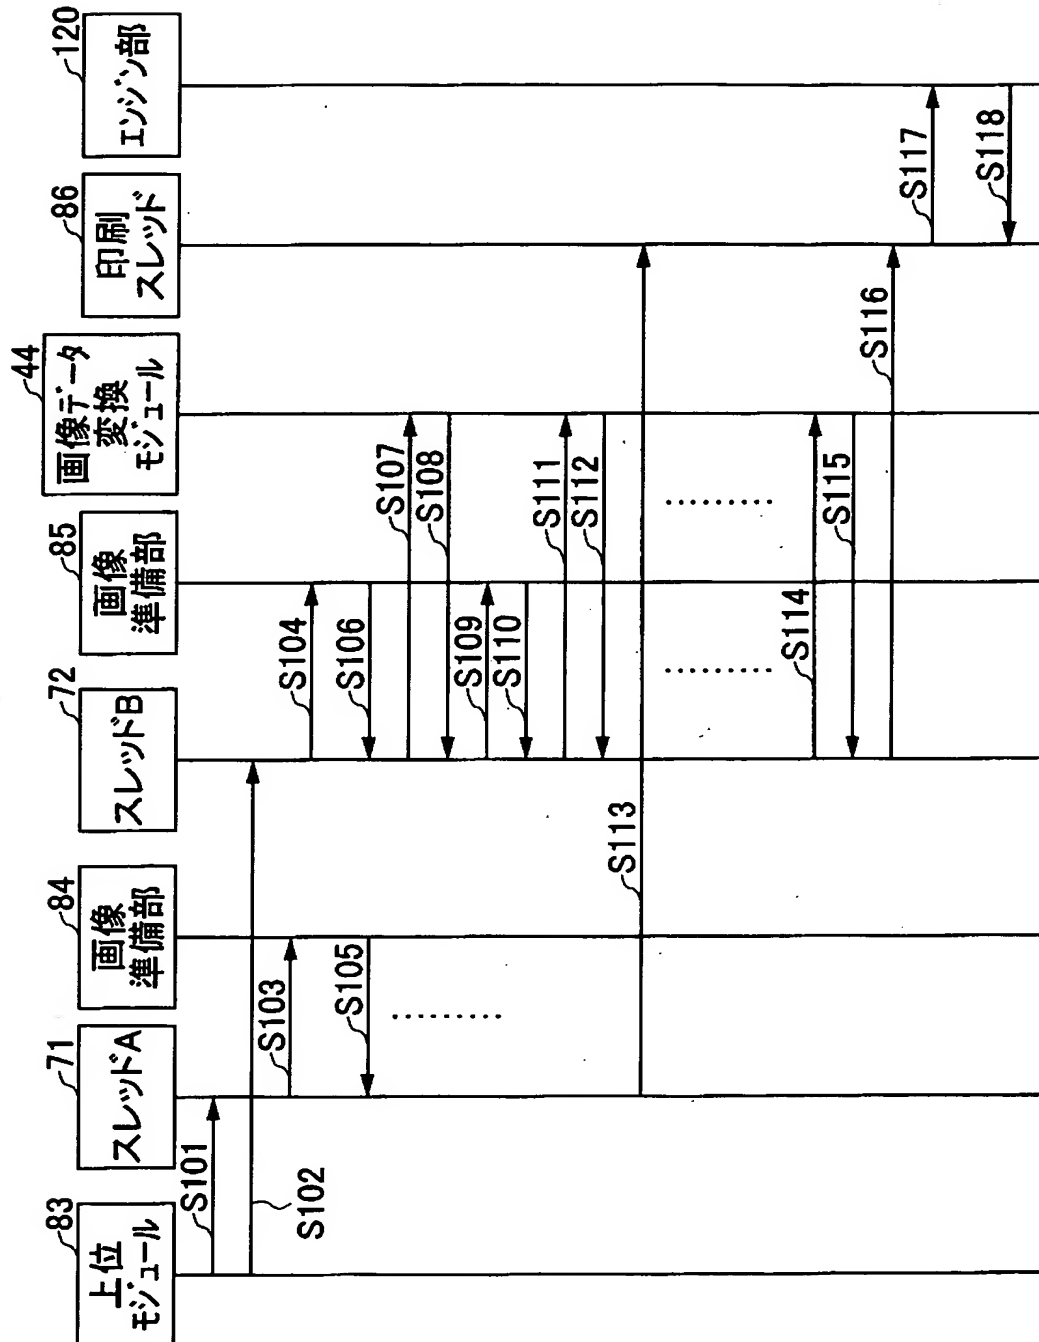 83
上位
モジュール
71
スレッドA
84
画像
準備部
72
スレッドB
85
画像
準備部
44
画像データ
変換
モジュール
86
印刷
スレッド
120
エンジン部
S101
S102
S103
S104
S105
S106
S107
S108
S109
S110
S111
S112
S113
S114
S115
S116
S117
S118